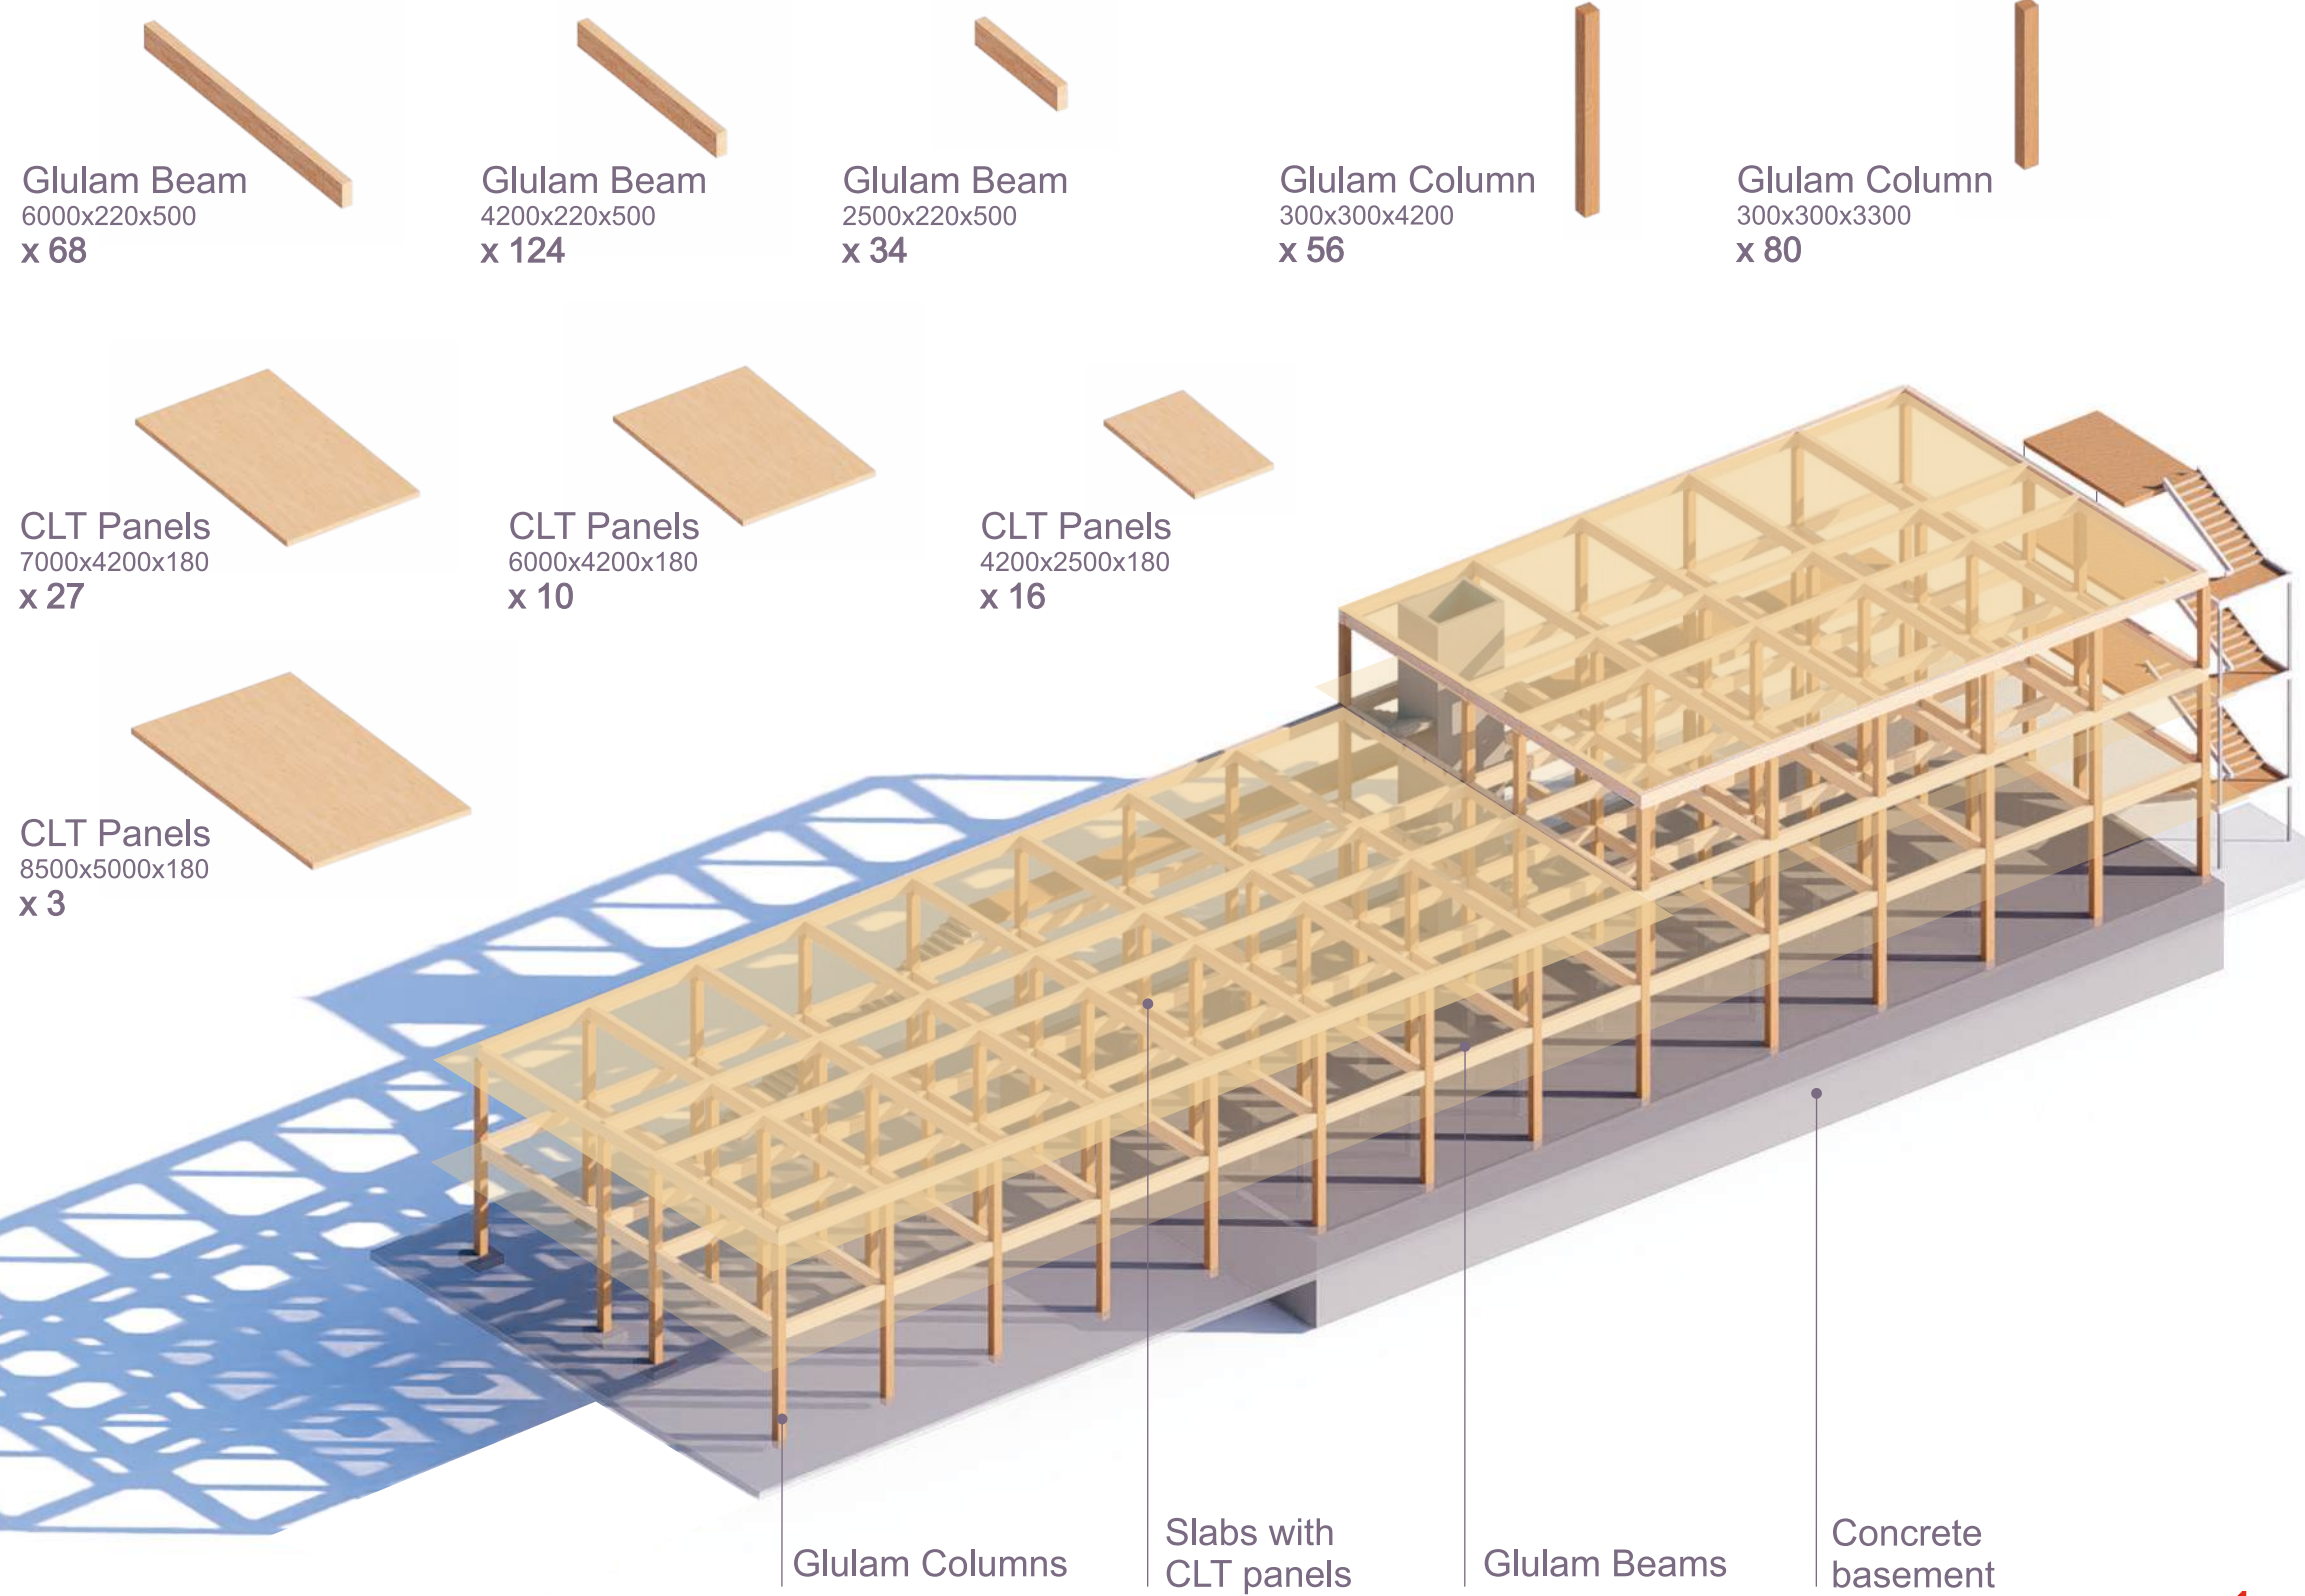 Glulam Beam
6000x220x500
x 68
Glulam Beam
4200x220x500
x 124
Glulam Beam
2500x220x500
x 34
Glulam Column
300x300x4200
x 56
Glulam Column
300x300x3300
x 80
CLT Panels
7000x4200x180
x 27
CLT Panels
6000x4200x180
x 10
CLT Panels
4200x2500x180
x 16
CLT Panels
8500x5000x180
x 3
Glulam Columns
Slabs with
CLT panels
Glulam Beams
Concrete
basement